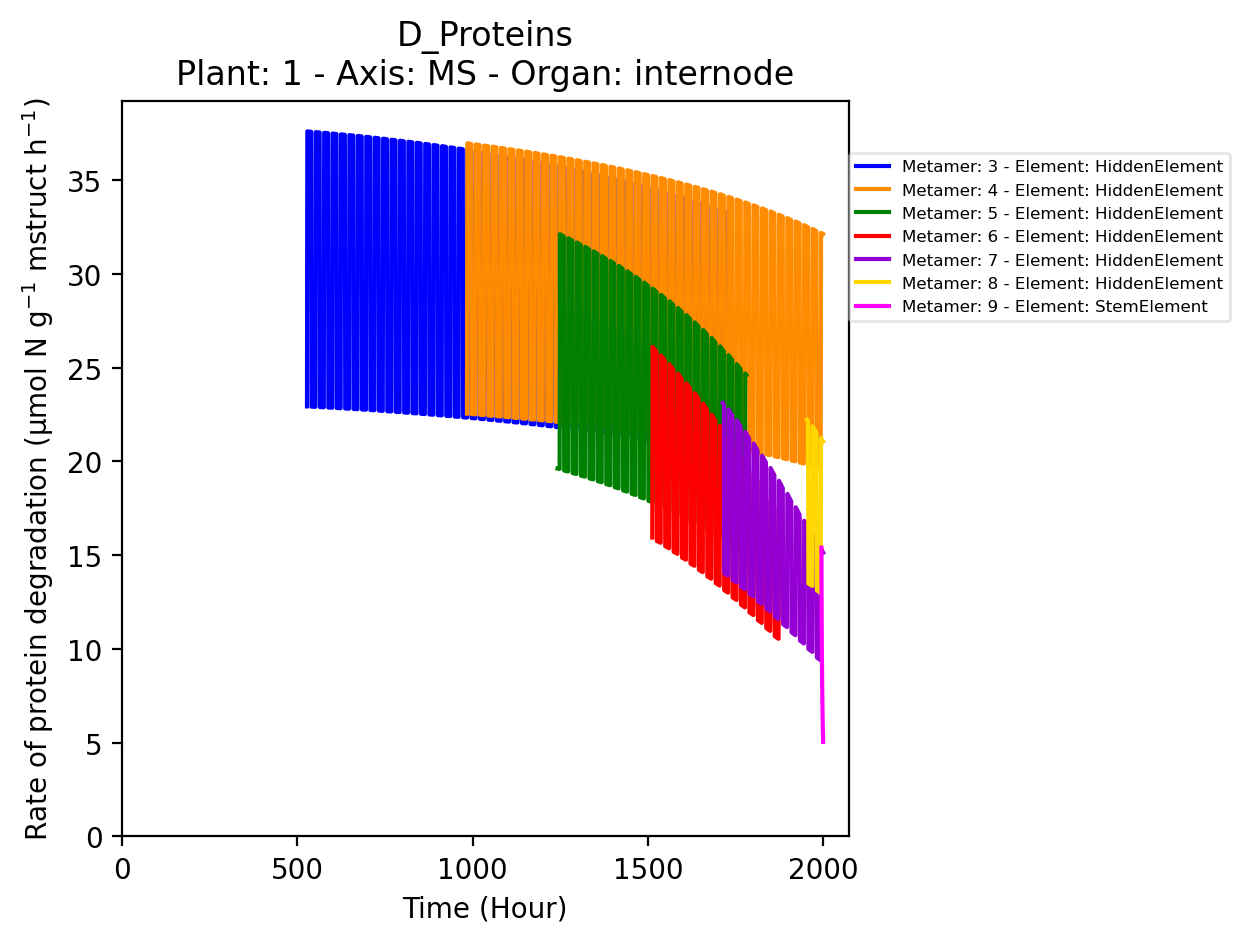 D_Proteins
Plant: 1 - Axis: MS - Organ: internode
Rate of protein degradation (µmol N g⁻¹ mstruct h⁻¹)
35
30
25
20
15
10
5
0
0 500 1000 1500 2000
Time (Hour)
Metamer: 3 - Element: HiddenElement
Metamer: 4 - Element: HiddenElement
Metamer: 5 - Element: HiddenElement
Metamer: 6 - Element: HiddenElement
Metamer: 7 - Element: HiddenElement
Metamer: 8 - Element: HiddenElement
Metamer: 9 - Element: StemElement